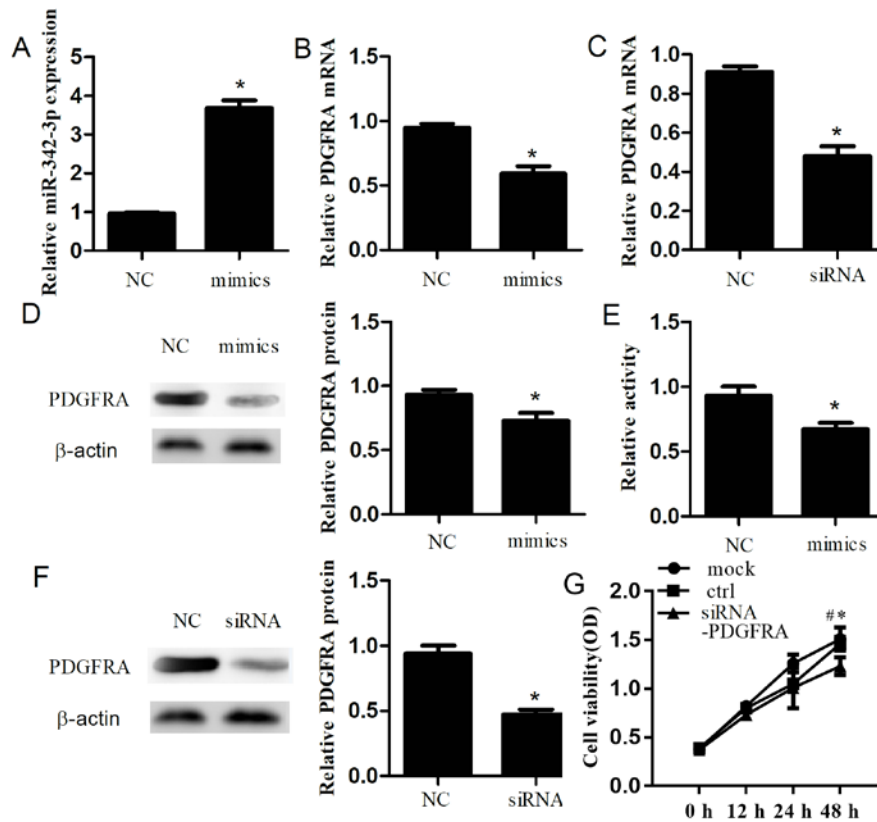 A
Relative miR-342-3p expression
5
4
3
2
1
0
*
NC
mimics
B
Relative PDGFRA mRNA
1.5
1.0
0.5
0.0
*
NC
mimics
C
Relative PDGFRA mRNA
1.0
0.8
0.6
0.4
0.2
0.0
*
NC
siRNA
D
NC mimics
PDGFRA
β-actin
Relative PDGFRA protein
1.5
1.0
0.5
0.0
*
NC
mimics
E
Relative activity
1.5
1.0
0.5
0.0
*
NC
mimics
F
NC siRNA
PDGFRA
β-actin
Relative PDGFRA protein
1.5
1.0
0.5
0.0
*
NC
siRNA
G
mock
ctrl
siRNA
-PDGFRA
#*
Cell viability(OD)
2.0
1.5
1.0
0.5
0.0
0 h 12 h 24 h 48 h